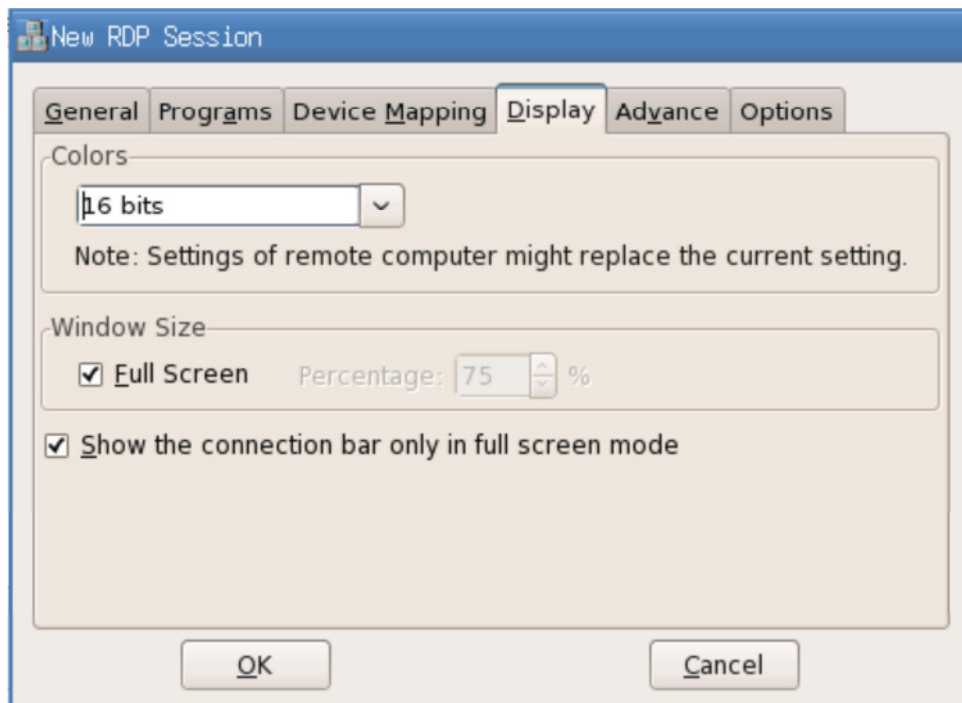 New RDP Session
General Programs Device Mapping Display Advance Options
Colors
16 bits
Note: Settings of remote computer might replace the current setting.
Window Size
Full Screen Percentage: 75 %
Show the connection bar only in full screen mode
OK Cancel